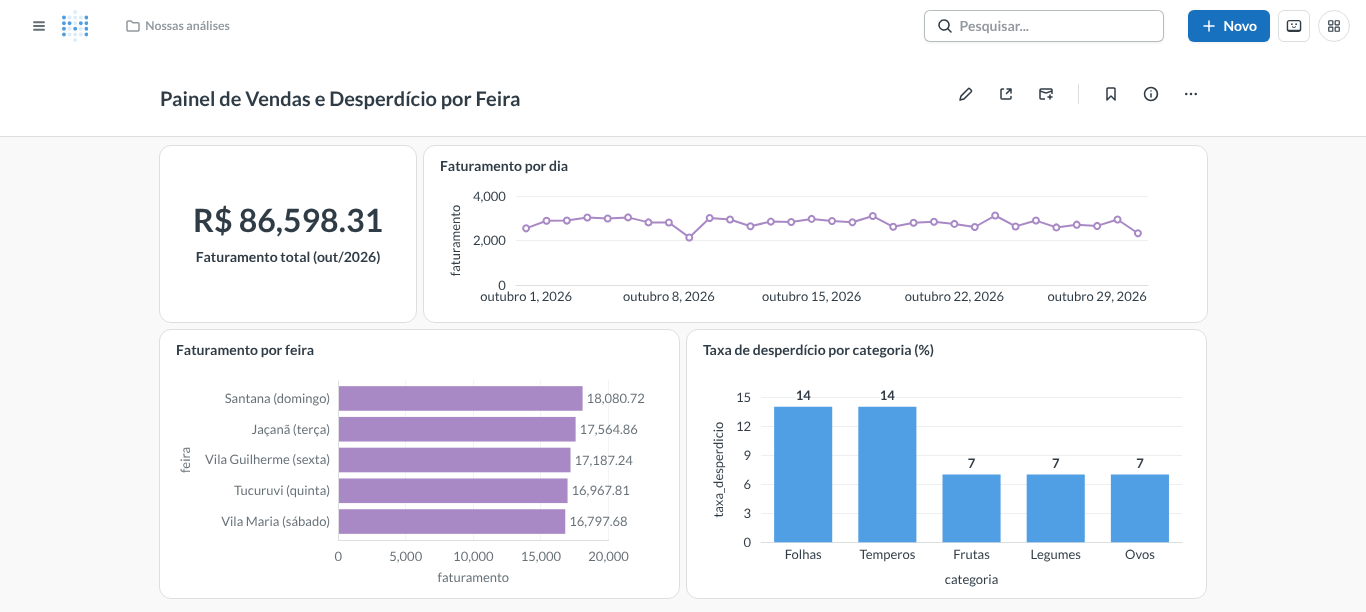 Nossas análises
Pesquisar...
Novo
Painel de Vendas e Desperdício por Feira
R$ 86,598.31
Faturamento total (out/2026)
Faturamento por dia
faturamento
4,000
2,000
0
outubro 1, 2026
outubro 8, 2026
outubro 15, 2026
outubro 22, 2026
outubro 29, 2026
Faturamento por feira
feira
Santana (domingo)
18,080.72
Jaçanã (terça)
17,564.86
Vila Guilherme (sexta)
17,187.24
Tucuruvi (quinta)
16,967.81
Vila Maria (sábado)
16,797.68
0
5,000
10,000
15,000
20,000
faturamento
Taxa de desperdício por categoria (%)
taxa_desperdicio
15
12
9
6
3
0
14
14
7
7
7
Folhas
Temperos
Frutas
Legumes
Ovos
categoria